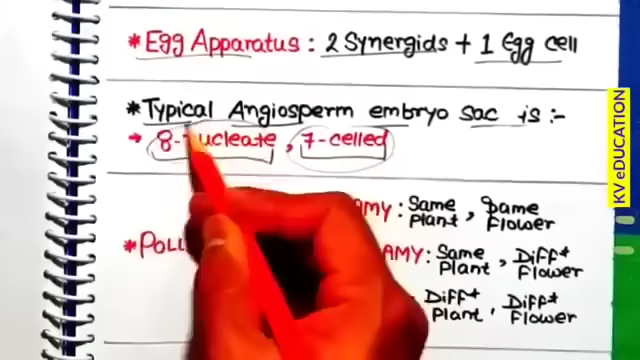 *Egg Apparatus : 2 Synergids + 1 Egg cell
*Typical Angiosperm embryo sac is :-
→ 8-nucleate, 7-celled
AMY : Same Plant, Same Flower
*POLL
AMY : Same Plant, Diff* Flower
Diff* Plant, Diff* Flower
KV eDUCATION